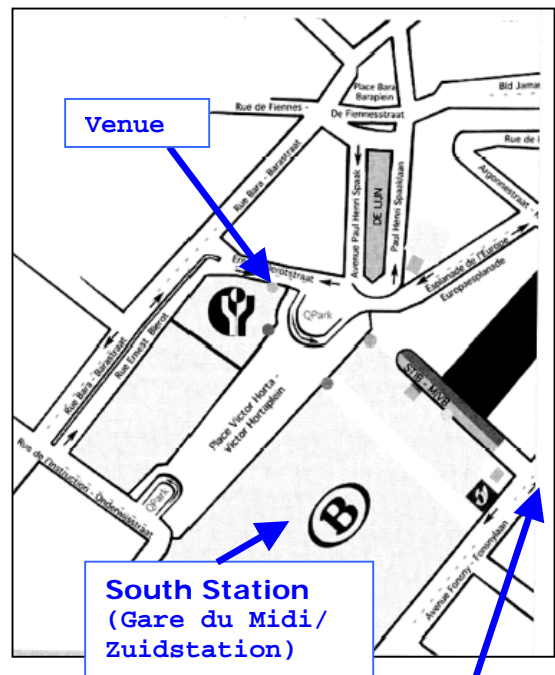 Place Bara
Baraplein
Bld Jamar
Rue de Fiennes -
De Fiennesstraat
Venue
Rue de
Argonnestraat -
Rue Bara - Barastraat
Avenue Paul Henri Spaak
DE LIJN
Paul Henri Spaaklaan
Esplanade de l'Europe
Europaesplanade
QPark
Rue Ernest Blerot
Rue Bara - Barastraat
Place Victor Horta -
Victor Hortaplein
STIB - MIVB
Rue de l'Instruction - Onderwijsstraat
QPark
B
Avenue Fonsny - Fonsnylaan
South Station
(Gare du Midi/
Zuidstation)